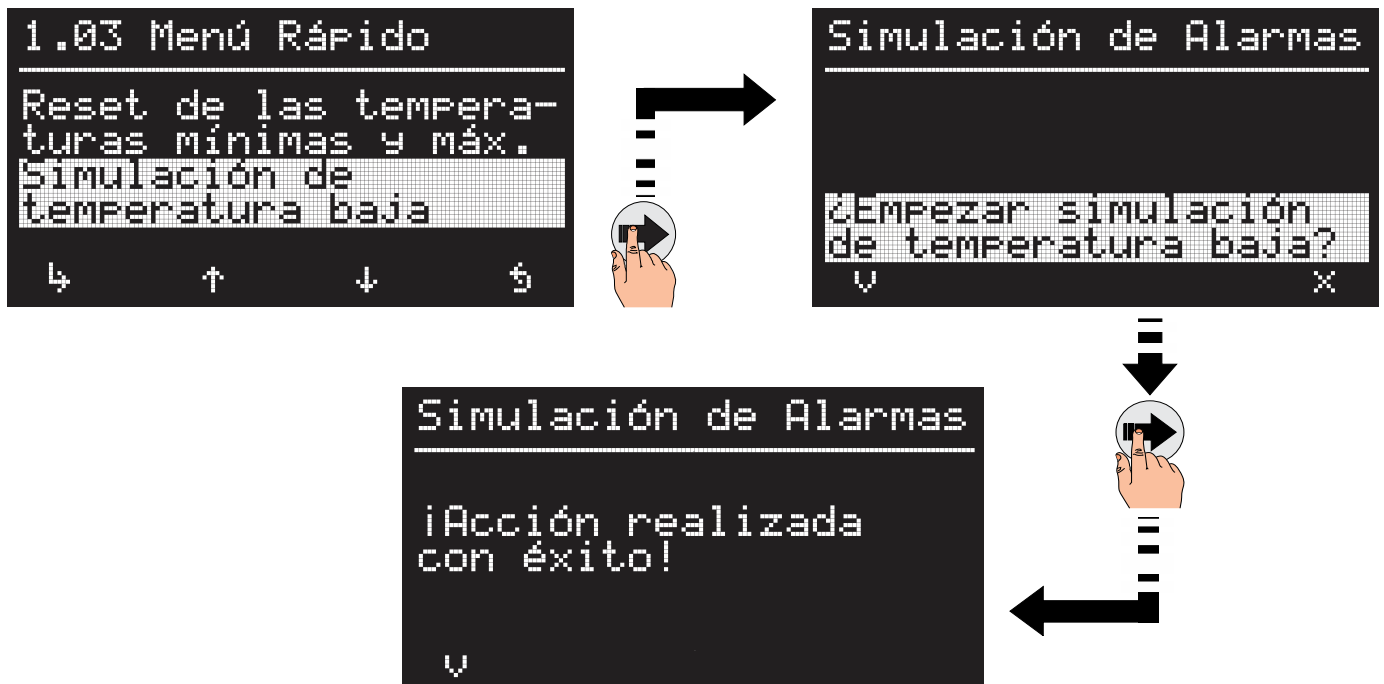 1.03 Menú Rápido
Reset de las tempera-
turas mínimas y máx.
Simulación de
temperatura baja
↳ ↑ ↓ ⮌
Simulación de Alarmas
¿Empezar simulación
de temperatura baja?
V X
Simulación de Alarmas
¡Acción realizada
con éxito!
V